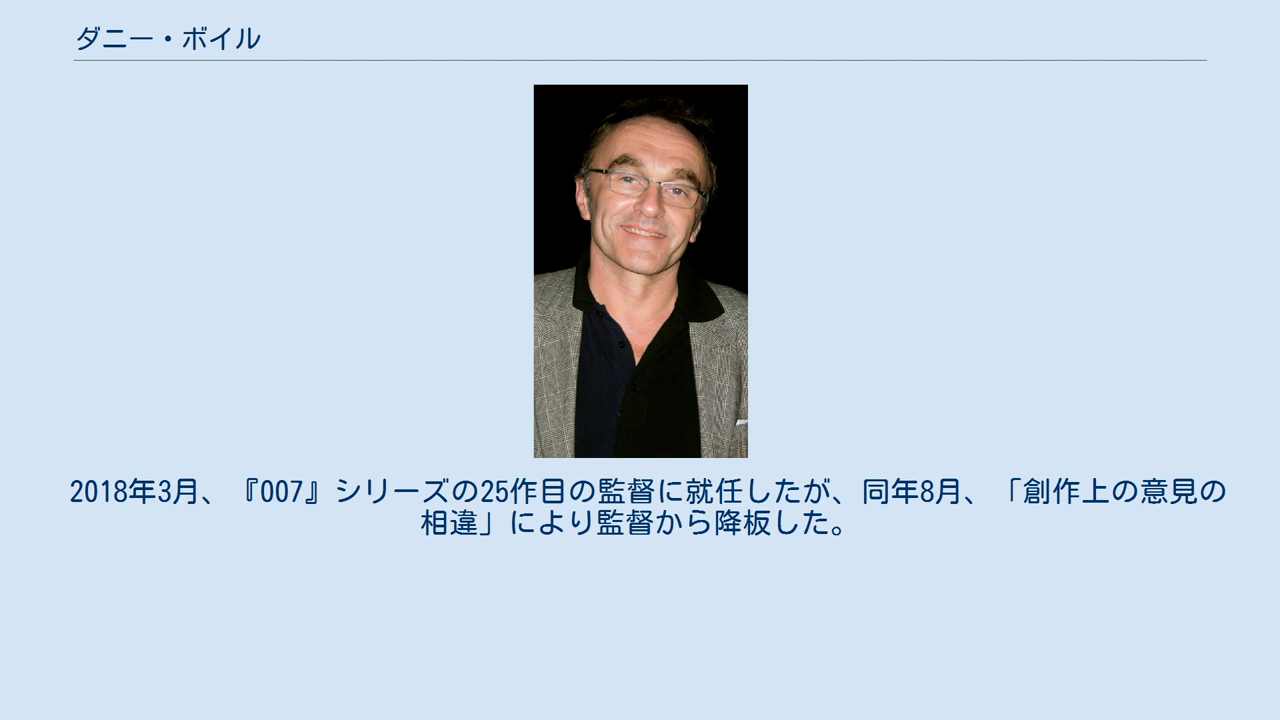 ダニー・ボイル
2018年3月、『007』シリーズの25作目の監督に就任したが、同年8月、「創作上の意見の
相違」により監督から降板した。